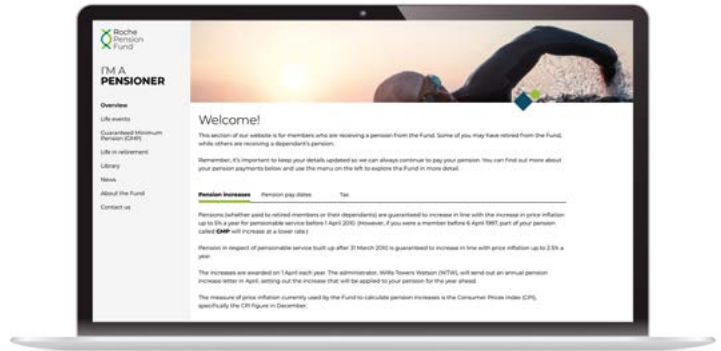 Roche
Pension
Fund
I'M A
PENSIONER
Overview
Life events
Guaranteed Minimum
Pension (GMP)
Life in retirement
Library
News
About the Fund
Contact us
Welcome!
This section of our website is for members who are receiving a pension from the Fund. Some of you may have retired from the Fund,
while others are receiving a dependant's pension.
Remember, it's important to keep your details updated so we can always continue to pay your pension. You can find out more about
your pension payments below and use the menu on the left to explore the Fund in more detail.
Pension increases Pension pay dates Tax
Pensions (whether paid to retired members or their dependants) are guaranteed to increase in line with the increase in price inflation
up to 5% a year for pensionable service before 1 April 2010. (However, if you were a member before 6 April 1997, part of your pension
called GMP will increase at a lower rate.)
Pension in respect of pensionable service built up after 31 March 2010 is guaranteed to increase in line with price inflation up to 2.5% a
year.
The increases are awarded on 1 April each year. The administrator, Willis Towers Watson (WTW), will send out an annual pension
increase letter in April, setting out the increase that will be applied to your pension for the year ahead.
The measure of price inflation currently used by the Fund to calculate pension increases is the Consumer Prices Index (CPI),
specifically the CPI figure in December.